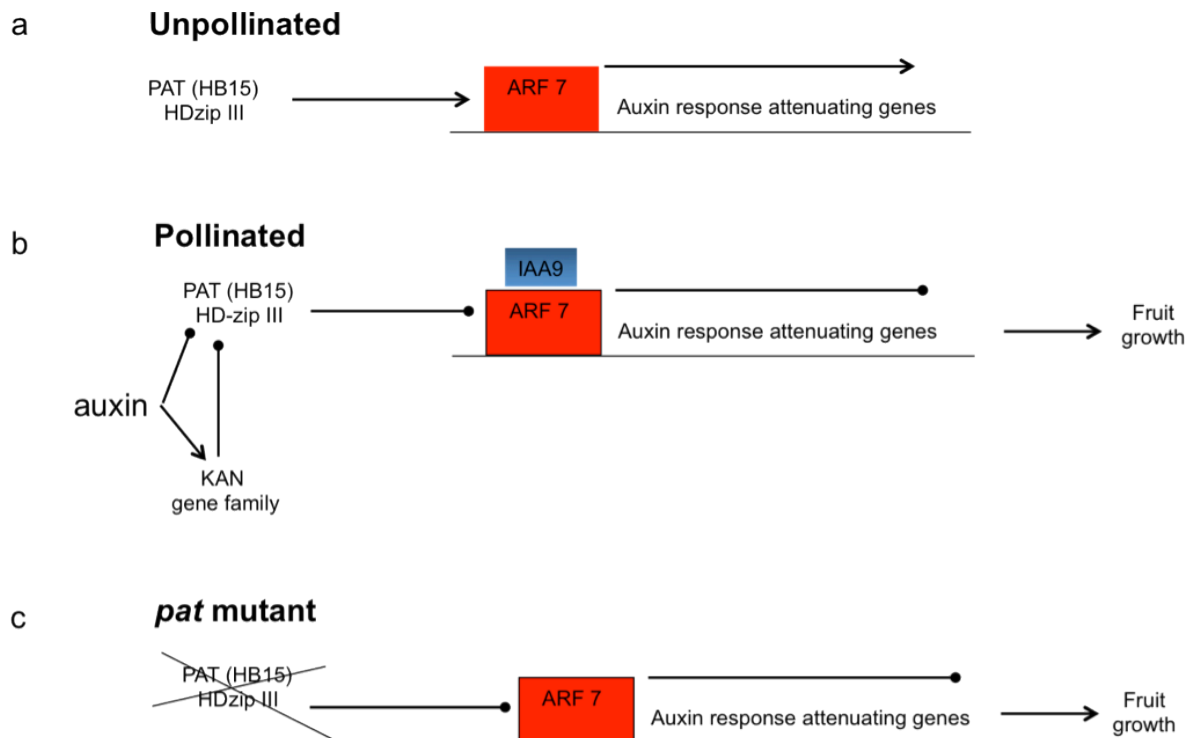 a
Unpollinated
PAT (HB15)
HDzip III
ARF 7
Auxin response attenuating genes
b
Pollinated
PAT (HB15)
HD-zip III
IAA9
ARF 7
Auxin response attenuating genes
Fruit
growth
auxin
KAN
gene family
c
pat mutant
PAT (HB15)
HDzip III
ARF 7
Auxin response attenuating genes
Fruit
growth